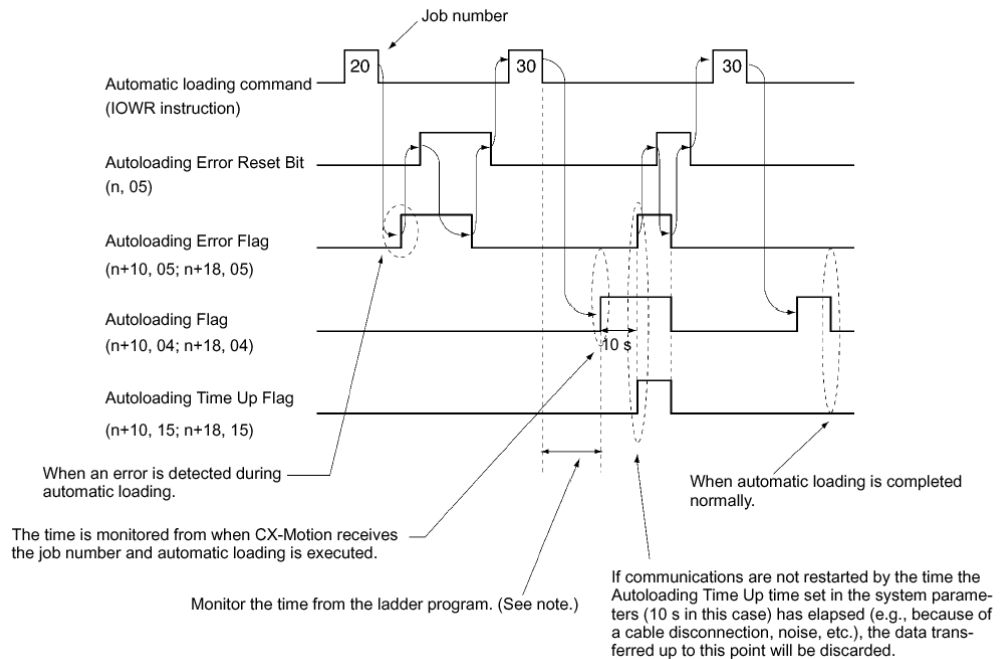 Job number
20
30
30
Automatic loading command
(IOWR instruction)
Autoloading Error Reset Bit
(n, 05)
Autoloading Error Flag
(n+10, 05; n+18, 05)
Autoloading Flag
(n+10, 04; n+18, 04)
10 s
Autoloading Time Up Flag
(n+10, 15; n+18, 15)
When an error is detected during
automatic loading.
When automatic loading is completed
normally.
The time is monitored from when CX-Motion receives
the job number and automatic loading is executed.
Monitor the time from the ladder program. (See note.)
If communications are not restarted by the time the
Autoloading Time Up time set in the system parame-
ters (10 s in this case) has elapsed (e.g., because of
a cable disconnection, noise, etc.), the data trans-
ferred up to this point will be discarded.